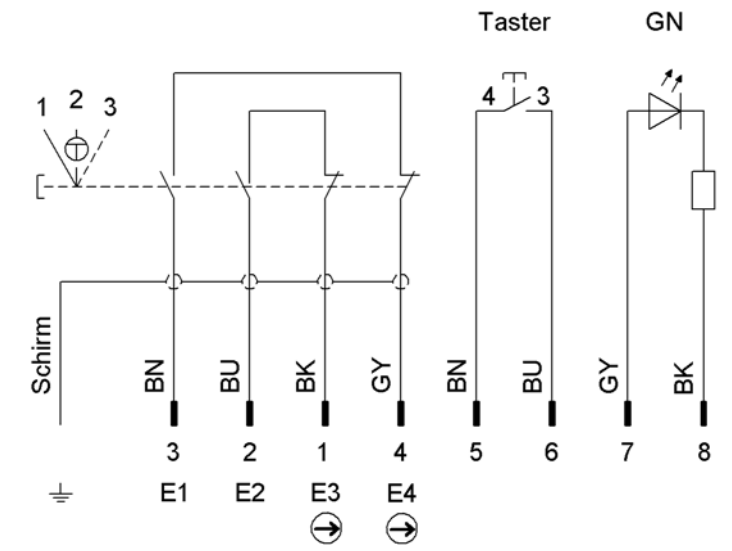 Taster GN
1 2 3
4 3
Schirm BN BU BK GY BN BU GY BK
3 2 1 4 5 6 7 8
E1 E2 E3 E4